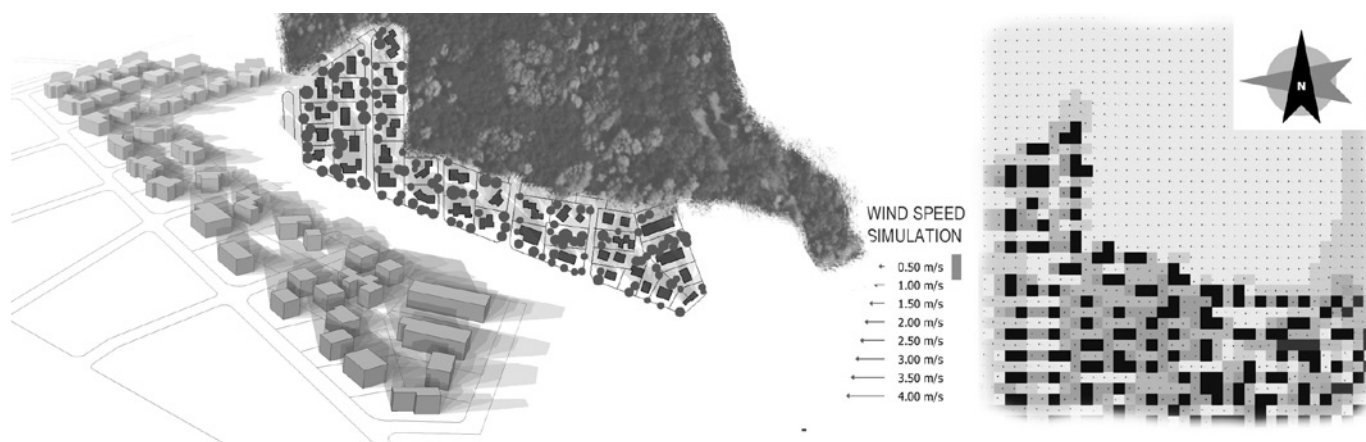 WIND SPEED
SIMULATION
0.50 m/s
1.00 m/s
1.50 m/s
2.00 m/s
2.50 m/s
3.00 m/s
3.50 m/s
4.00 m/s
N